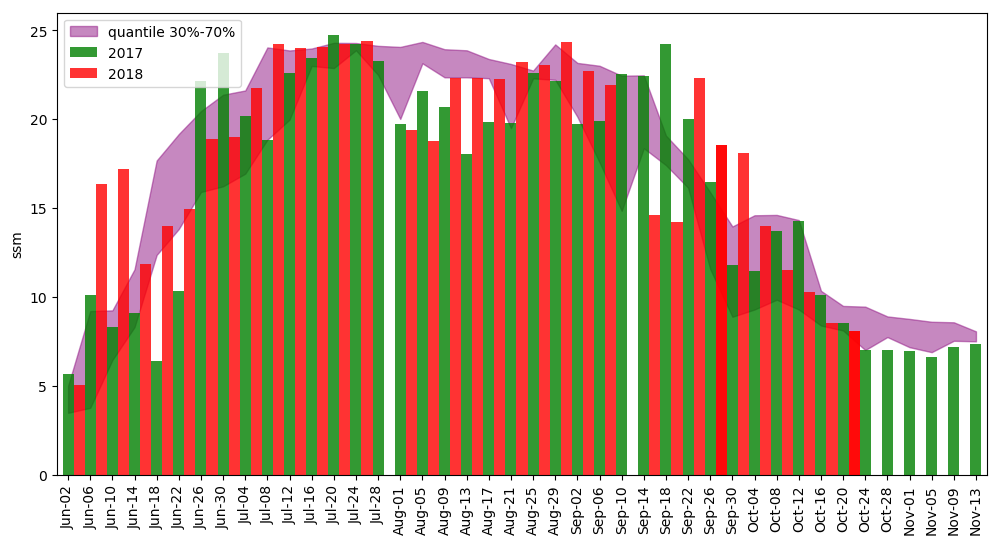 quantile 30%-70%
2017
2018
ssm
25
20
15
10
5
0
Jun-02
Jun-06
Jun-10
Jun-14
Jun-18
Jun-22
Jun-26
Jun-30
Jul-04
Jul-08
Jul-12
Jul-16
Jul-20
Jul-24
Jul-28
Aug-01
Aug-05
Aug-09
Aug-13
Aug-17
Aug-21
Aug-25
Aug-29
Sep-02
Sep-06
Sep-10
Sep-14
Sep-18
Sep-22
Sep-26
Sep-30
Oct-04
Oct-08
Oct-12
Oct-16
Oct-20
Oct-24
Oct-28
Nov-01
Nov-05
Nov-09
Nov-13